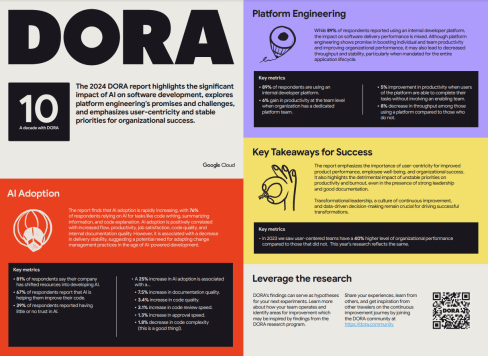 DORA
10
A decade with DORA
The 2024 DORA report highlights the significant
impact of AI on software development, explores
platform engineering's promises and challenges,
and emphasizes user-centricity and stable
priorities for organizational success.
Google Cloud
AI Adoption
The report finds that AI adoption is rapidly increasing, with 76%
of respondents relying on AI for tasks like code writing, summarizing
information, and code explanation. AI adoption is positively correlated
with increased flow, productivity, job satisfaction, code quality, and
internal documentation quality. However, it is associated with a decrease
in delivery stability, suggesting a potential need for adapting change
management practices in the age of AI-powered development.
Key metrics
• 81% of respondents say their company
has shifted resources into developing AI.
• 67% of respondents report that AI is
helping them improve their code.
• 39% of respondents reported having
little or no trust in AI.
• A 25% increase in AI adoption is associated
with a...
• 7.5% increase in documentation quality.
• 3.4% increase in code quality.
• 3.1% increase in code review speed.
• 1.3% increase in approval speed.
• 1.8% decrease in code complexity
(this is a good thing!).
Platform Engineering
While 89% of respondents reported using an internal developer platform,
the impact on software delivery performance is mixed. Although platform
engineering shows promise in boosting individual and team productivity
and improving organizational performance, it may also lead to decreased
throughput and stability, particularly when mandated for the entire
application lifecycle.
Key metrics
• 89% of respondents are using an
internal developer platform.
• 6% gain in productivity at the team level
when organization has a dedicated
platform team.
• 5% improvement in productivity when users
of the platform are able to complete their
tasks without involving an enabling team.
• 8% decrease in throughput among those
using a platform compared to those who
do not.
Key Takeaways for Success
The report emphasizes the importance of user-centricity for improved
product performance, employee well-being, and organizational success.
It also highlights the detrimental impact of unstable priorities on
productivity and burnout, even in the presence of strong leadership
and good documentation.
Transformational leadership, a culture of continuous improvement,
and data-driven decision-making remain crucial for driving successful
transformations.
Key metrics
• In 2023 we saw user-centered teams have a 40% higher level of organizational performance
compared to those that did not. This year's research reflects the same.
Leverage the research
DORA's findings can serve as hypotheses
for your next experiments. Learn more
about how your team operates and
identify areas for improvement which
may be inspired by findings from the
DORA research program.
Share your experiences, learn from
others, and get inspiration from
other travelers on the continuous
improvement journey by joining
the DORA community at
https://dora.community.
DORA